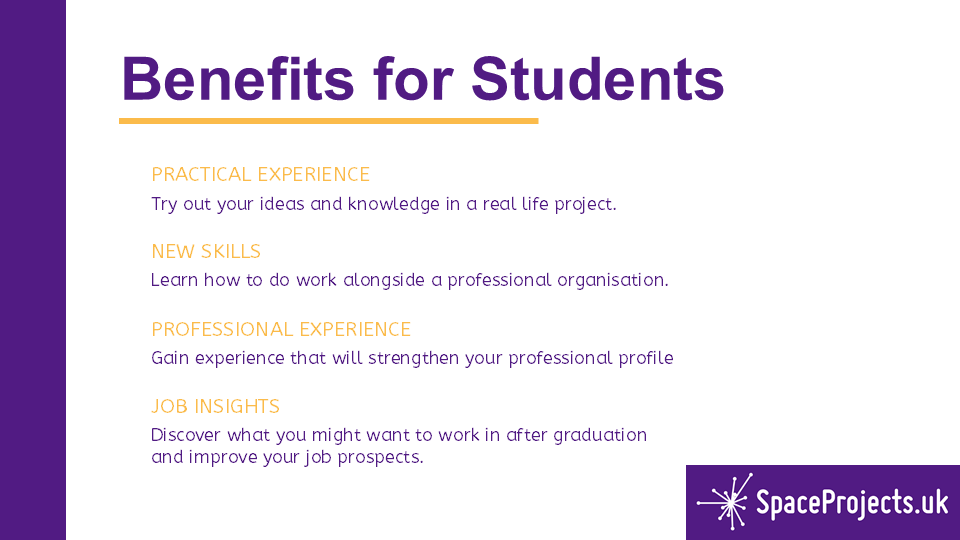 Benefits for Students
PRACTICAL EXPERIENCE
Try out your ideas and knowledge in a real life project.
NEW SKILLS
Learn how to do work alongside a professional organisation.
PROFESSIONAL EXPERIENCE
Gain experience that will strengthen your professional profile
JOB INSIGHTS
Discover what you might want to work in after graduation
and improve your job prospects.
SpaceProjects.uk